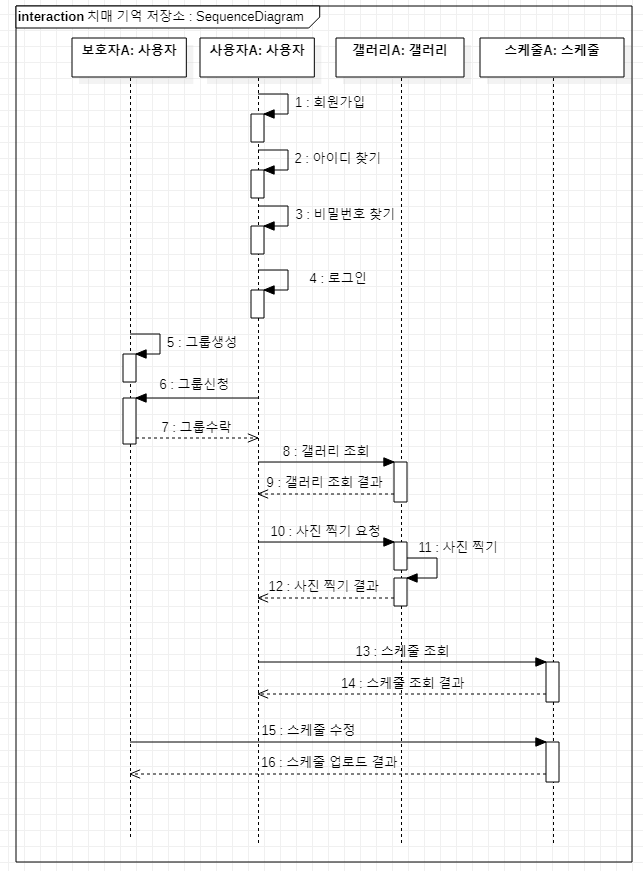 interaction 치매 기억 저장소 : SequenceDiagram
보호자A: 사용자
사용자A: 사용자
갤러리A: 갤러리
스케줄A: 스케줄
1 : 회원가입
2 : 아이디 찾기
3 : 비밀번호 찾기
4 : 로그인
5 : 그룹생성
6 : 그룹신청
7 : 그룹수락
8 : 갤러리 조회
9 : 갤러리 조회 결과
10 : 사진 찍기 요청
11 : 사진 찍기
12 : 사진 찍기 결과
13 : 스케줄 조회
14 : 스케줄 조회 결과
15 : 스케줄 수정
16 : 스케줄 업로드 결과